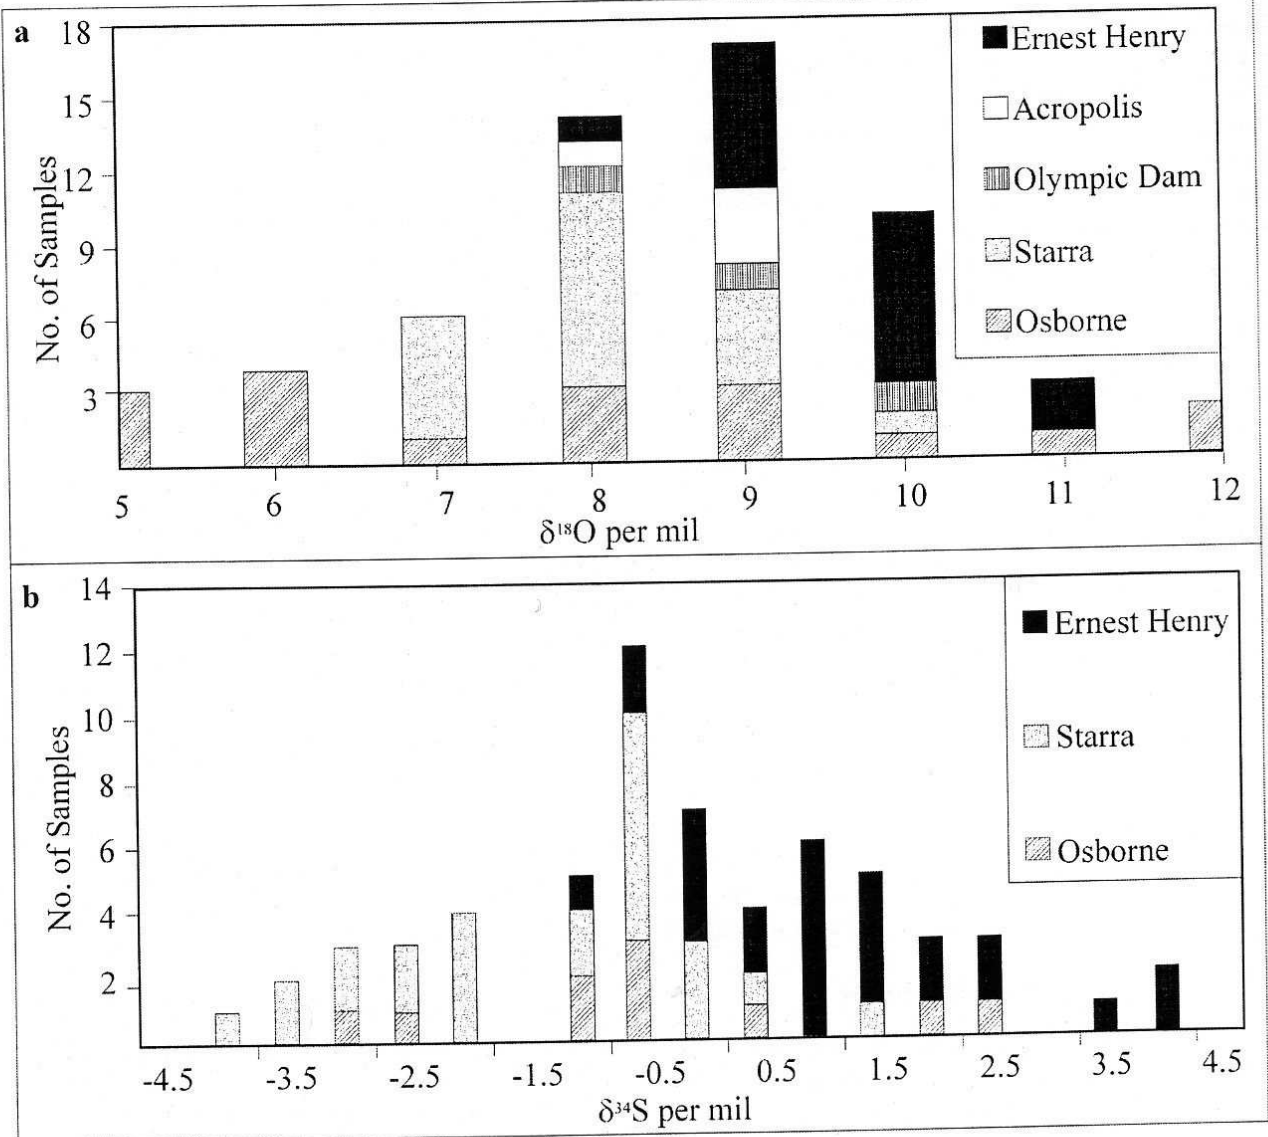 a
18
15
12
9
6
3
No. of Samples
Ernest Henry
Acropolis
Olympic Dam
Starra
Osborne
5 6 7 8 9 10 11 12
δ¹⁸O per mil
b
14
12
10
8
6
4
2
No. of Samples
Ernest Henry
Starra
Osborne
-4.5 -3.5 -2.5 -1.5 -0.5 0.5 1.5 2.5 3.5 4.5
δ³⁴S per mil